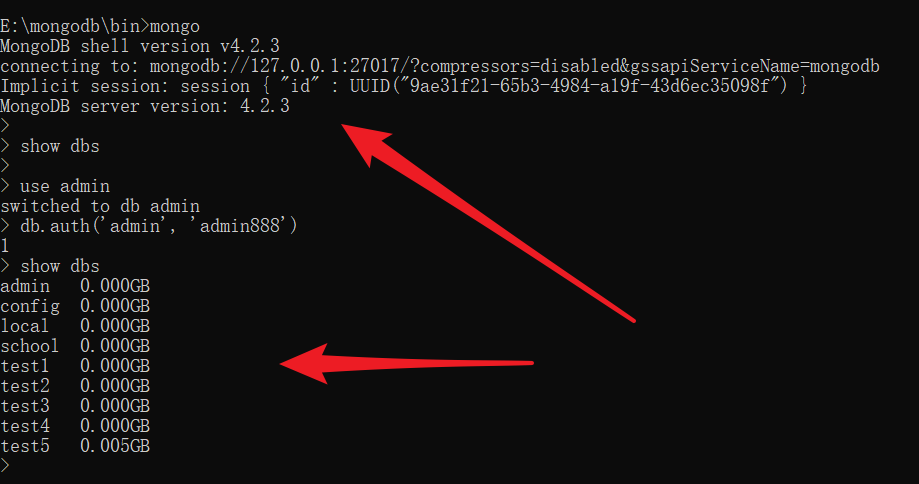 E:\mongodb\bin>mongo
MongoDB shell version v4.2.3
connecting to: mongodb://127.0.0.1:27017/?compressors=disabled&gssapiServiceName=mongodb
Implicit session: session { "id" : UUID("9ae31f21-65b3-4984-a19f-43d6ec35098f") }
MongoDB server version: 4.2.3
>
> show dbs
>
> use admin
switched to db admin
> db.auth('admin', 'admin888')
1
> show dbs
admin   0.000GB
config  0.000GB
local   0.000GB
school  0.000GB
test1   0.000GB
test2   0.000GB
test3   0.000GB
test4   0.000GB
test5   0.005GB
>